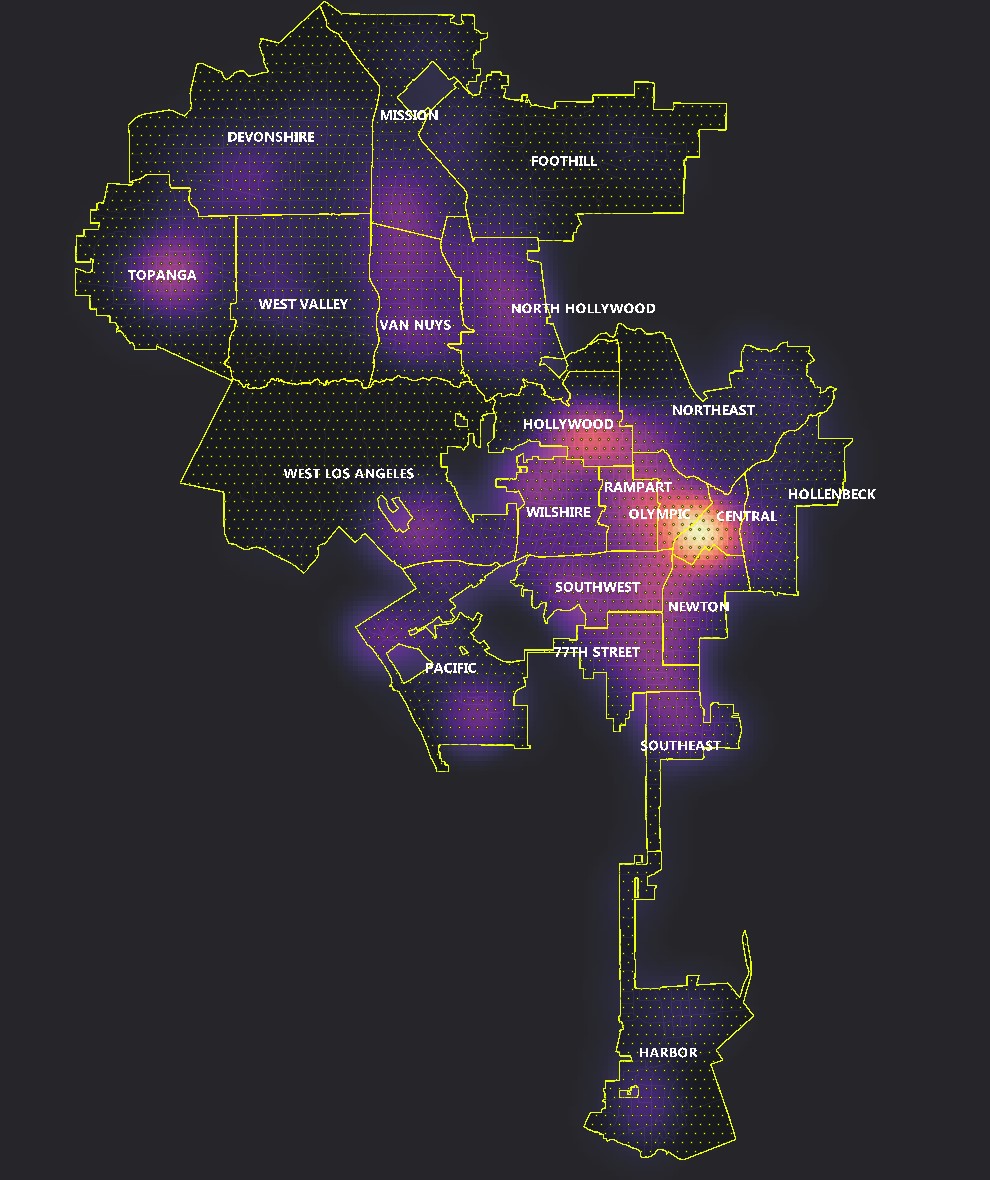 MISSION
DEVONSHIRE
FOOTHILL
TOPANGA
WEST VALLEY
NORTH HOLLYWOOD
VAN NUYS
NORTHEAST
HOLLYWOOD
WEST LOS ANGELES
RAMPART
HOLLENBECK
WILSHIRE
OLYMPIC
CENTRAL
SOUTHWEST
NEWTON
77TH STREET
PACIFIC
SOUTHEAST
HARBOR